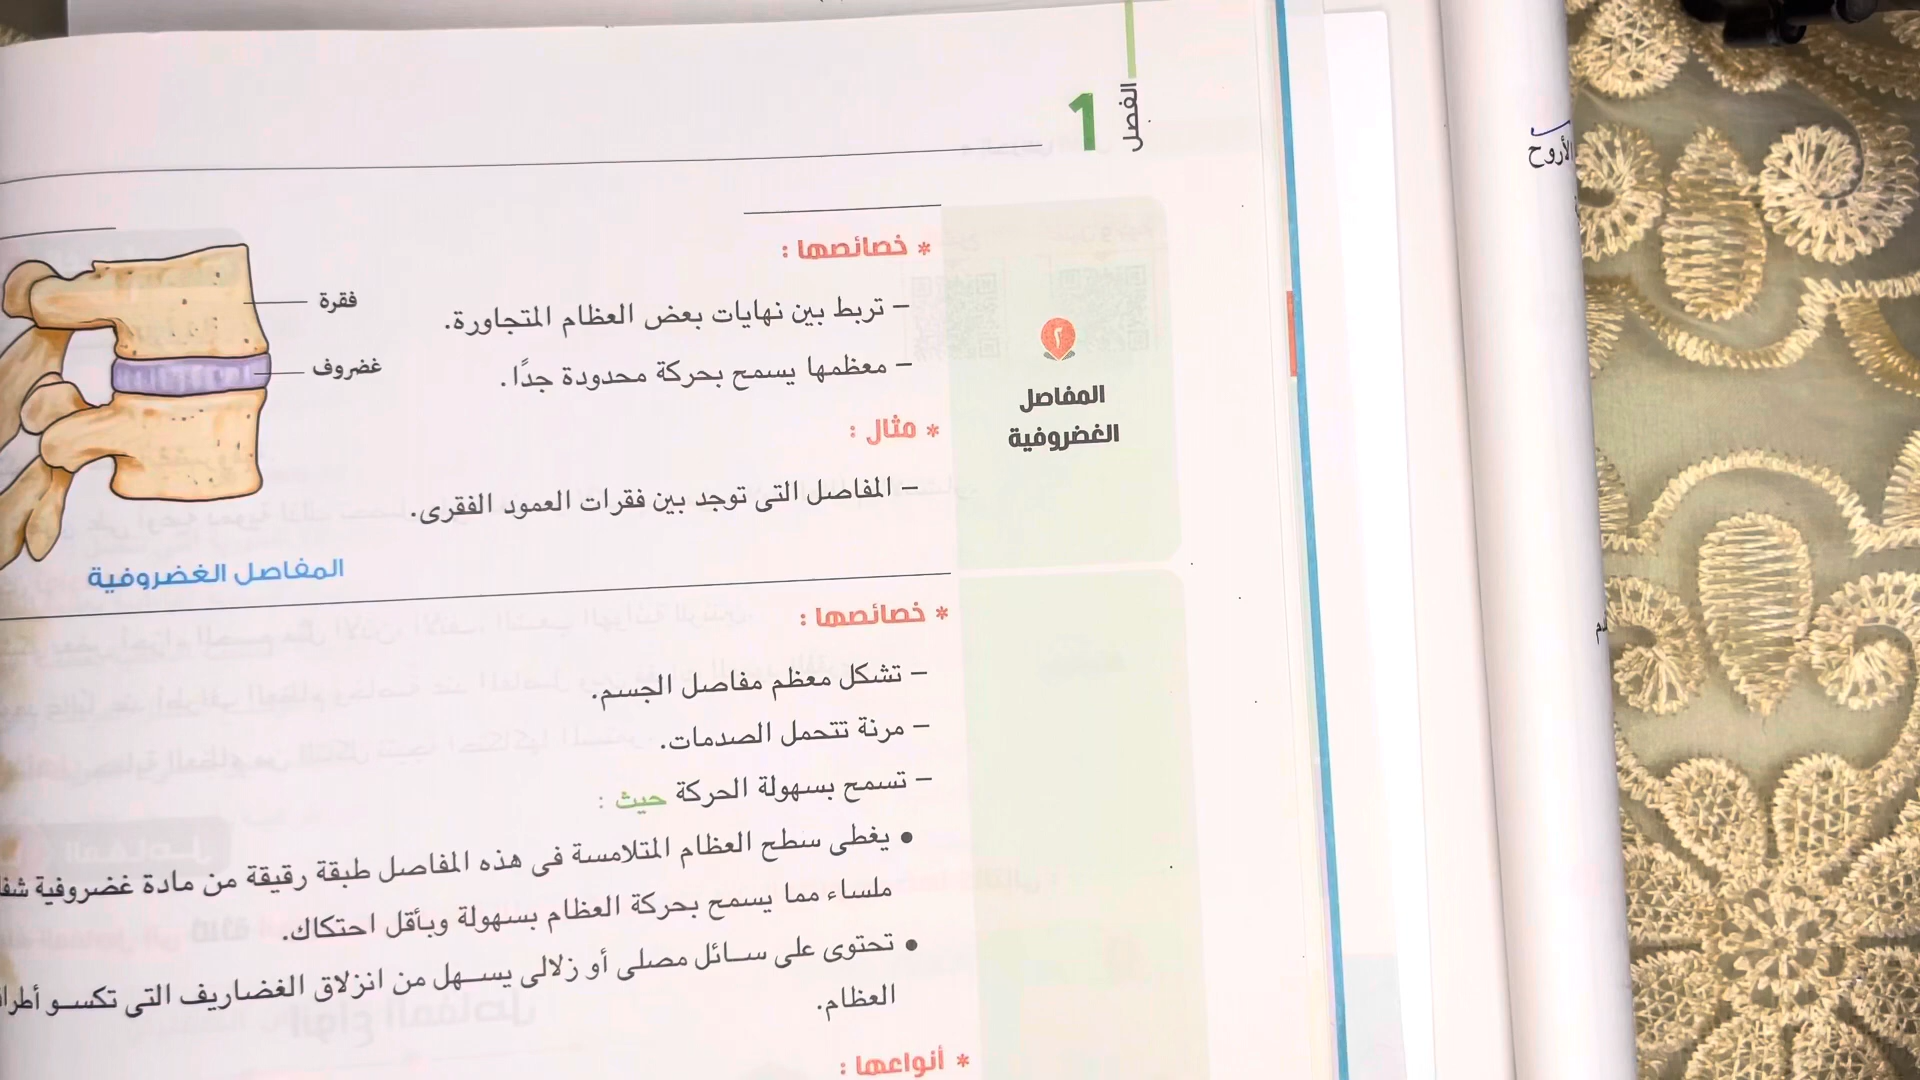 الفصل
1
٢
المفاصل
الغضروفية
* خصائصها :
– تربط بين نهايات بعض العظام المتجاورة.
– معظمها يسمح بحركة محدودة جدًا.
* مثال :
– المفاصل التى توجد بين فقرات العمود الفقرى.
فقرة
غضروف
المفاصل الغضروفية
* خصائصها :
– تشكل معظم مفاصل الجسم.
– مرنة تتحمل الصدمات.
– تسمح بسهولة الحركة حيث :
• يغطى سطح العظام المتلامسة فى هذه المفاصل طبقة رقيقة من مادة غضروفية
ملساء مما يسمح بحركة العظام بسهولة وبأقل احتكاك.
• تحتوى على سائل مصلى أو زلالى يسهل من انزلاق الغضاريف التى تكسو
العظام.
* أنواعها :
الأروح